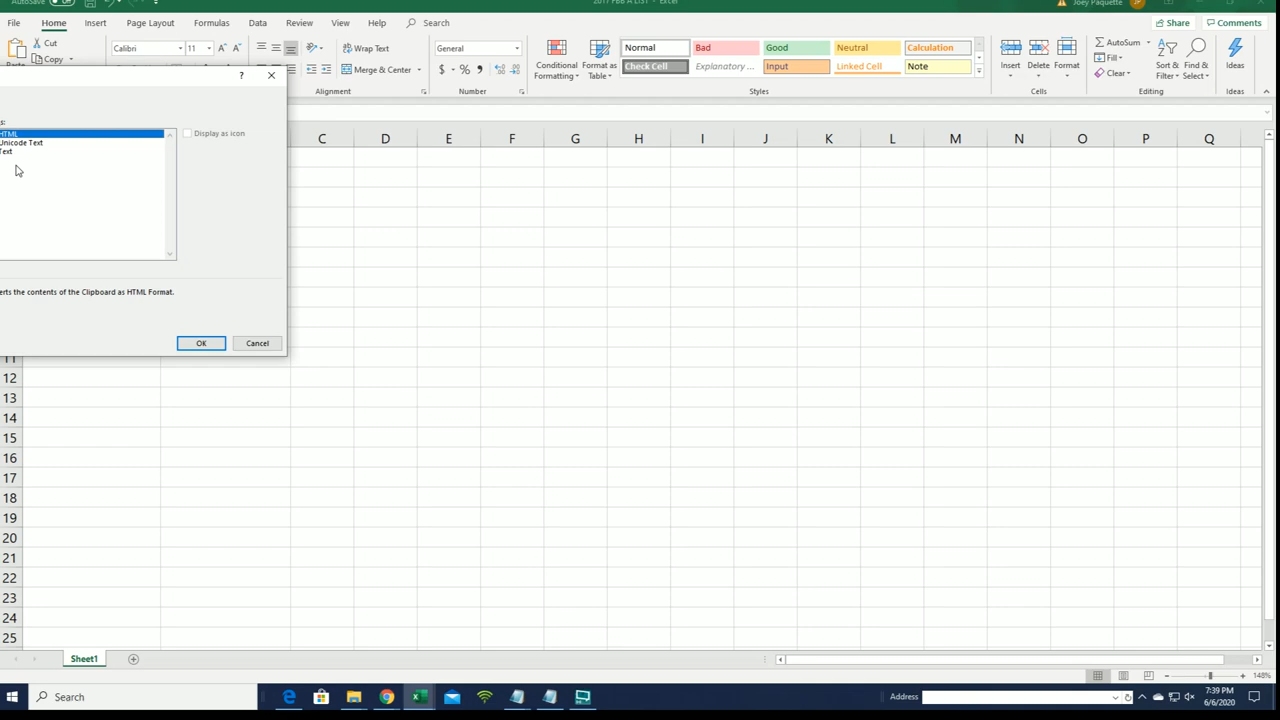 AutoSave
2017 FBB A LIST - Excel
Joey Paquette
JP
File Home Insert Page Layout Formulas Data Review View Help Search Share Comments
Cut Calibri 11 A A Wrap Text General Normal Bad Good Neutral Calculation AutoSum
Copy Merge & Center $ % Check Cell Explanatory ... Input Linked Cell Note Fill
Conditional Formatting Format as Table Insert Delete Format Clear Sort & Filter Find & Select Ideas
Alignment Number Styles Cells Editing Ideas
s:
HTML
Unicode Text
Text
Display as icon
erts the contents of the Clipboard as HTML Format.
OK Cancel
C D E F G H I J K L M N O P Q
11
12
13
14
15
16
17
18
19
20
21
22
23
24
25
Sheet1
148%
Search
Address
7:39 PM
6/6/2020